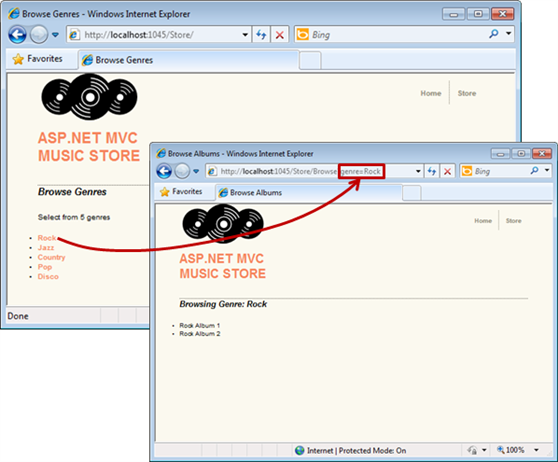 Browse Genres - Windows Internet Explorer
http://localhost:1045/Store/
Bing
Favorites
Browse Genres
Home
Store
ASP.NET MVC
MUSIC STORE
Browse Genres
Select from 5 genres
Rock
Jazz
Country
Pop
Disco
Done
Browse Albums - Windows Internet Explorer
http://localhost:1045/Store/Browse?genre=Rock
Bing
Favorites
Browse Albums
Home
Store
ASP.NET MVC
MUSIC STORE
Browsing Genre: Rock
Rock Album 1
Rock Album 2
Internet | Protected Mode: On
100%